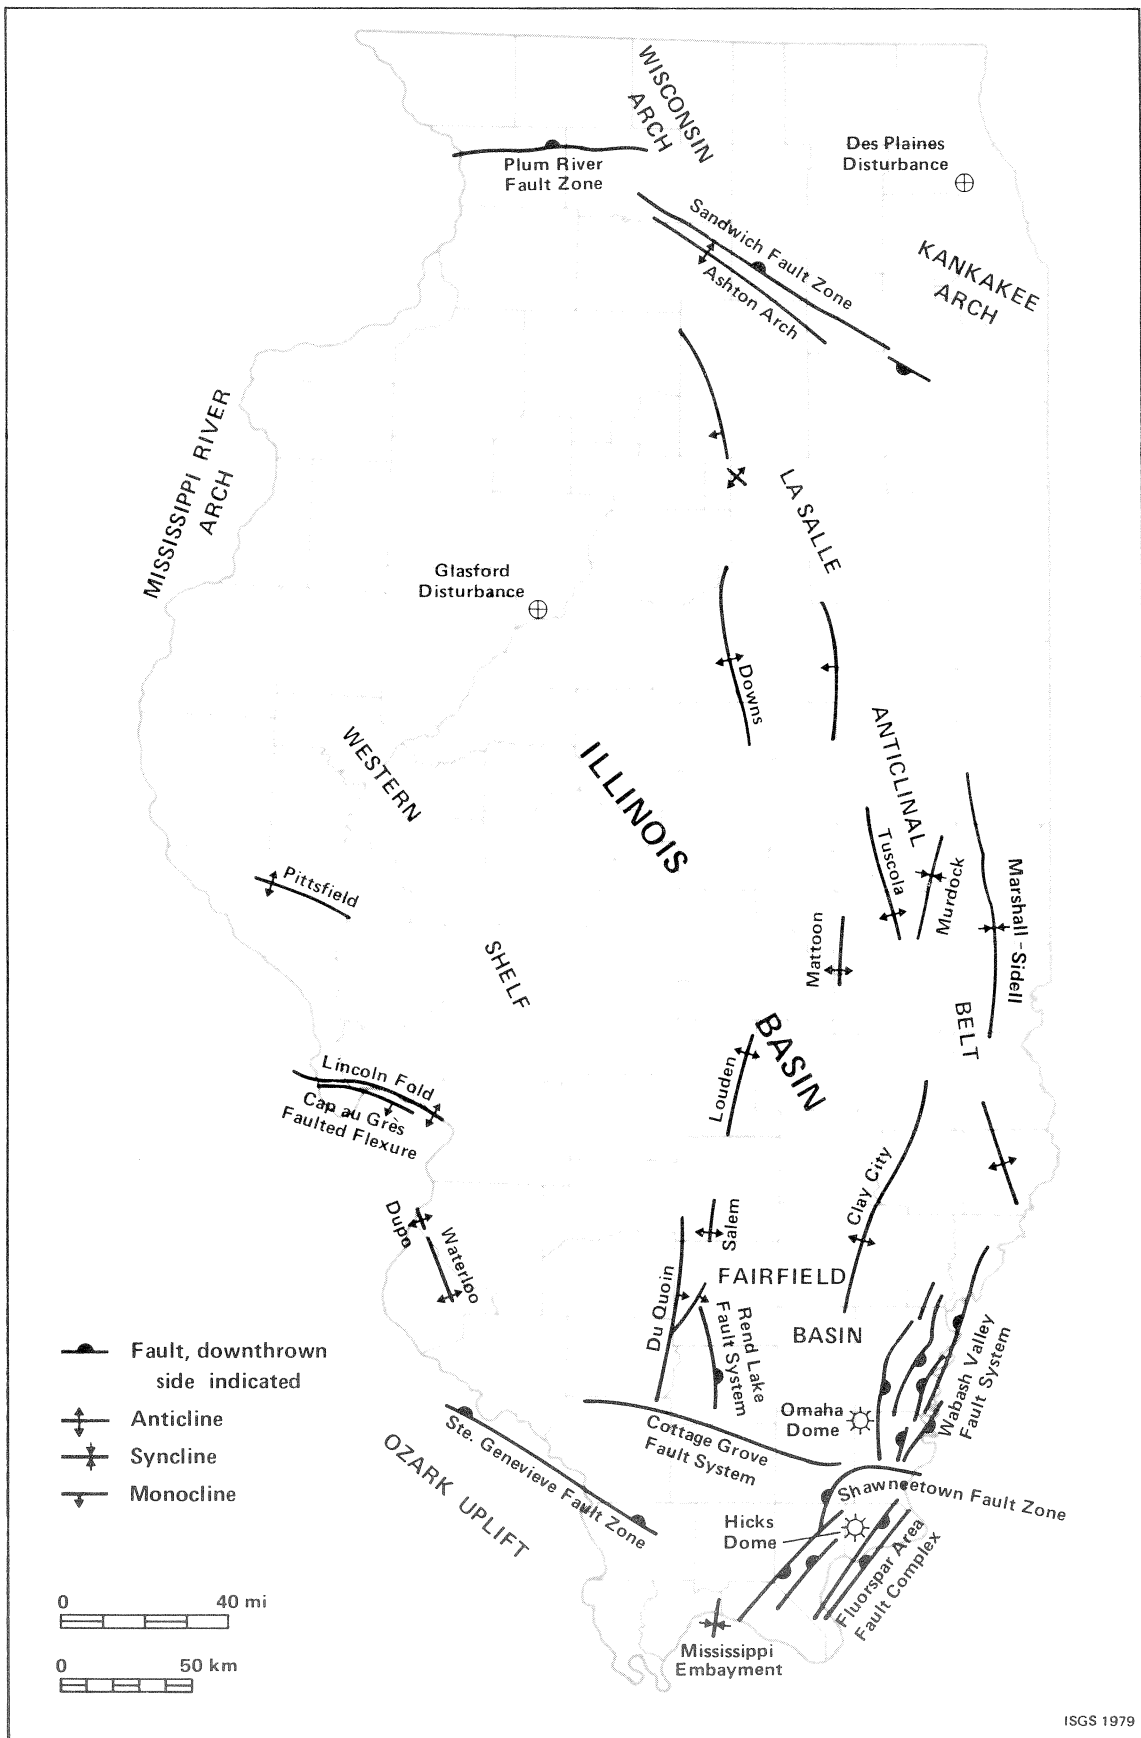 WISCONSIN
ARCH
Des Plaines
Disturbance
Plum River
Fault Zone
Sandwich Fault Zone
Ashton Arch
KANKAKEE
ARCH
MISSISSIPPI RIVER
ARCH
LA SALLE
Glasford
Disturbance
Downs
ANTICLINAL
WESTERN
ILLINOIS
Tuscola
Murdock
Marshall-Sidell
Pittsfield
Mattoon
SHELF
BELT
BASIN
Louden
Lincoln Fold
Cap au Grès
Faulted Flexure
Clay City
Dupo
Waterloo
Salem
FAIRFIELD
BASIN
Du Quoin
Rend Lake
Fault System
Wabash Valley
Fault System
Omaha
Dome
Cottage Grove
Fault System
Ste. Genevieve Fault Zone
OZARK UPLIFT
Shawneetown Fault Zone
Hicks
Dome
Fluorspar Area
Fault Complex
Mississippi
Embayment
Fault, downthrown
side indicated
Anticline
Syncline
Monocline
0 40 mi
0 50 km
ISGS 1979